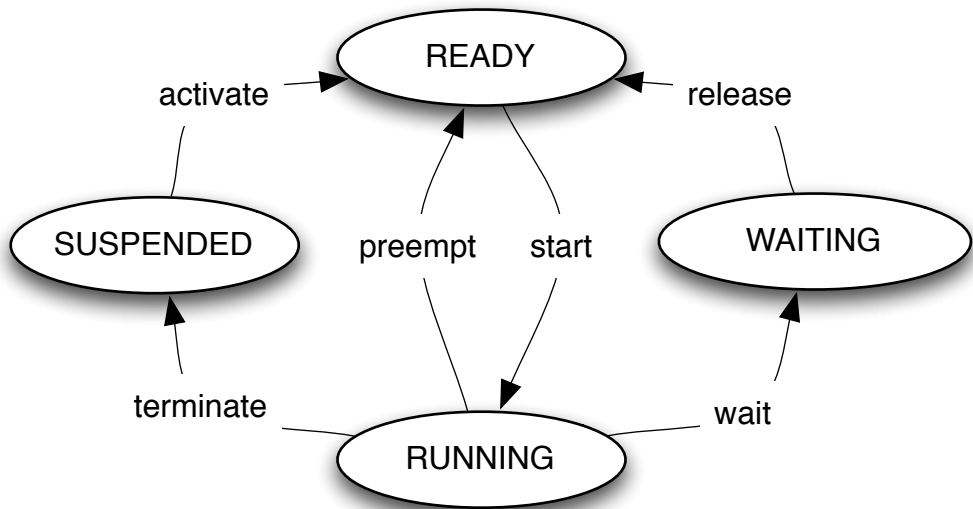 READY
activate
release
SUSPENDED
preempt
start
WAITING
terminate
wait
RUNNING